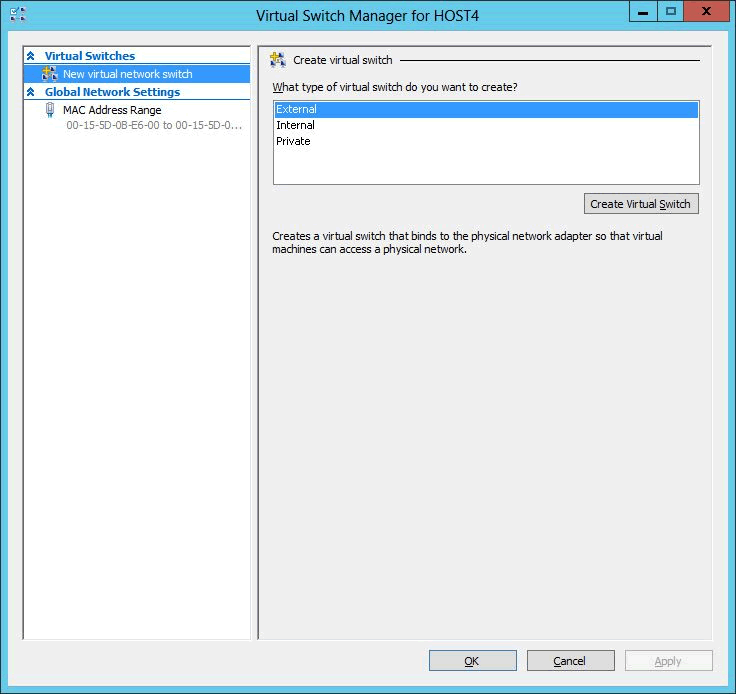 Virtual Switch Manager for HOST4
Virtual Switches
New virtual network switch
Global Network Settings
MAC Address Range
00-15-5D-0B-E6-00 to 00-15-5D-0...
Create virtual switch
What type of virtual switch do you want to create?
External
Internal
Private
Create Virtual Switch
Creates a virtual switch that binds to the physical network adapter so that virtual
machines can access a physical network.
OK
Cancel
Apply